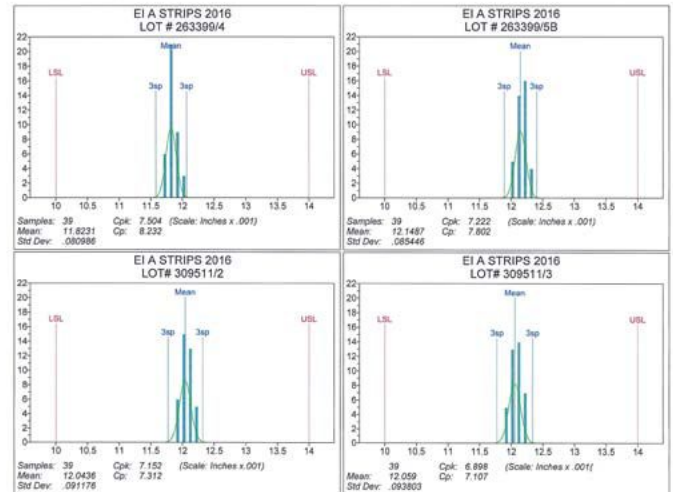 EI A STRIPS 2016
LOT # 263399/4
22
20
18
16
14
12
10
8
6
4
2
0
LSL
3sp
Mean
3sp
USL
10 10.5 11 11.5 12 12.5 13 13.5 14
Samples: 39 Cpk: 7.504 (Scale: Inches x .001)
Mean: 11.8231 Cp: 8.232
Std Dev: .080986
EI A STRIPS 2016
LOT # 263399/5B
22
20
18
16
14
12
10
8
6
4
2
0
LSL
3sp
Mean
3sp
USL
10 10.5 11 11.5 12 12.5 13 13.5 14
Samples: 39 Cpk: 7.222 (Scale: Inches x .001)
Mean: 12.1487 Cp: 7.802
Std Dev: .085446
EI A STRIPS 2016
LOT# 309511/2
22
20
18
16
14
12
10
8
6
4
2
0
LSL
3sp
Mean
3sp
USL
10 10.5 11 11.5 12 12.5 13 13.5 14
Samples: 39 Cpk: 7.152 (Scale: Inches x .001)
Mean: 12.0436 Cp: 7.312
Std Dev: .091176
EI A STRIPS 2016
LOT# 309511/3
22
20
18
16
14
12
10
8
6
4
2
0
LSL
3sp
Mean
3sp
USL
10 10.5 11 11.5 12 12.5 13 13.5 14
39 Cpk: 6.898 (Scale: Inches x .001(
Mean: 12.059 Cp: 7.107
Std Dev: .093803